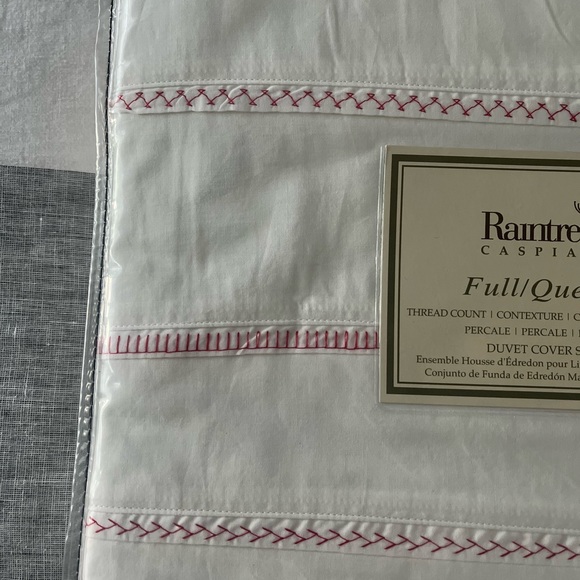 Raintre
CASPIA
Full/Que
THREAD COUNT | CONTEXTURE | C
PERCALE | PERCALE |
DUVET COVER S
Ensemble Housse d'Édredon pour Li
Conjunto de Funda de Edredón Ma